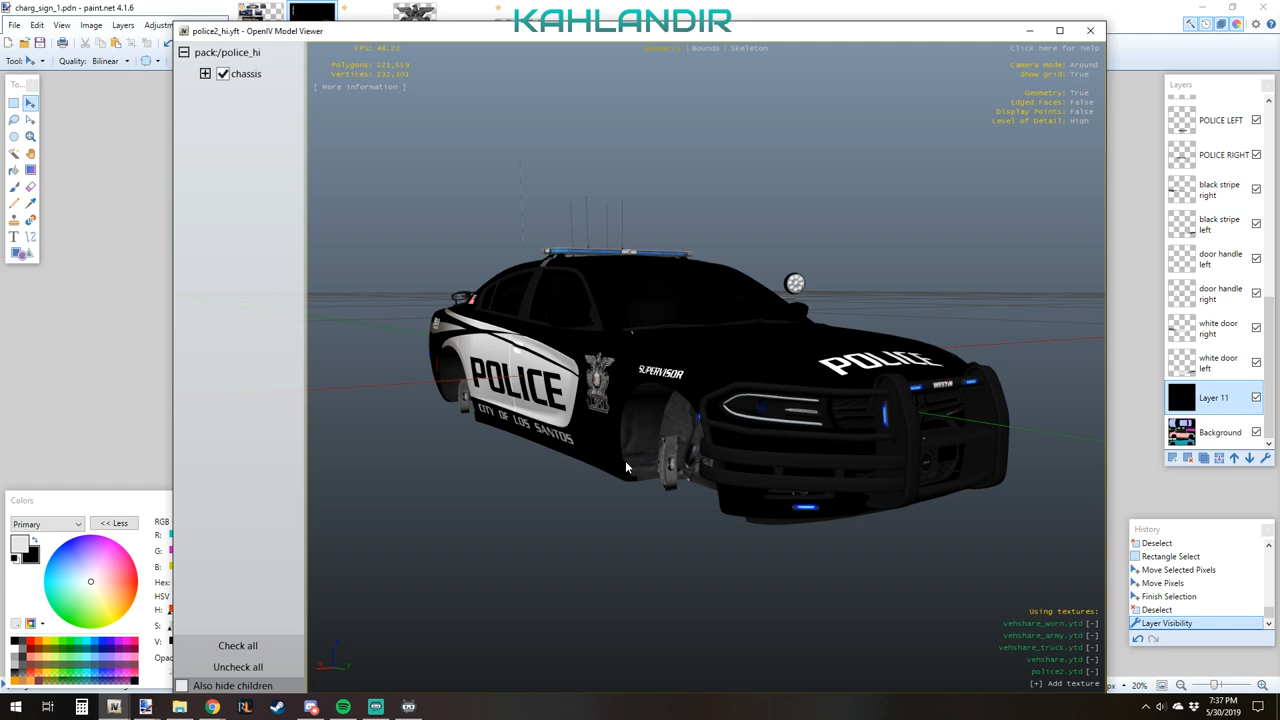 charg_sign_1.pdn - paint.net 4.1.6
KAHLANDIR
File Edit View Image Layers Adjustments
police2_hi.yft - OpenIV Model Viewer
Quality: Bilinear
pack:/police_hi
chassis
Check all
Uncheck all
Also hide children
FPS: 48.23
Polygons: 221,559
Vertices: 232,301
[ More information ]
Geometry | Bounds | Skeleton
Click here for help
Camera mode: Around
Show grid: True
Geometry: True
Edged Faces: False
Display Points: False
Level of Detail: High
POLICE
CITY OF LOS SANTOS
SUPERVISOR
POLICE
Using textures:
vehshare_worn.ytd [-]
vehshare_army.ytd [-]
vehshare_truck.ytd [-]
vehshare.ytd [-]
police2.ytd [-]
[+] Add texture
To...
Colors
Primary
<< Less
RGB
R:
G:
B:
Hex:
HSV
H:
S:
V:
Opac
Layers
POLICE LEFT
POLICE RIGHT
black stripe right
black stripe left
door handle left
door handle right
white door right
white door left
Layer 11
Background
History
Deselect
Rectangle Select
Move Selected Pixels
Move Pixels
Finish Selection
Deselect
Layer Visibility
px
20%
7:37 PM
5/30/2019